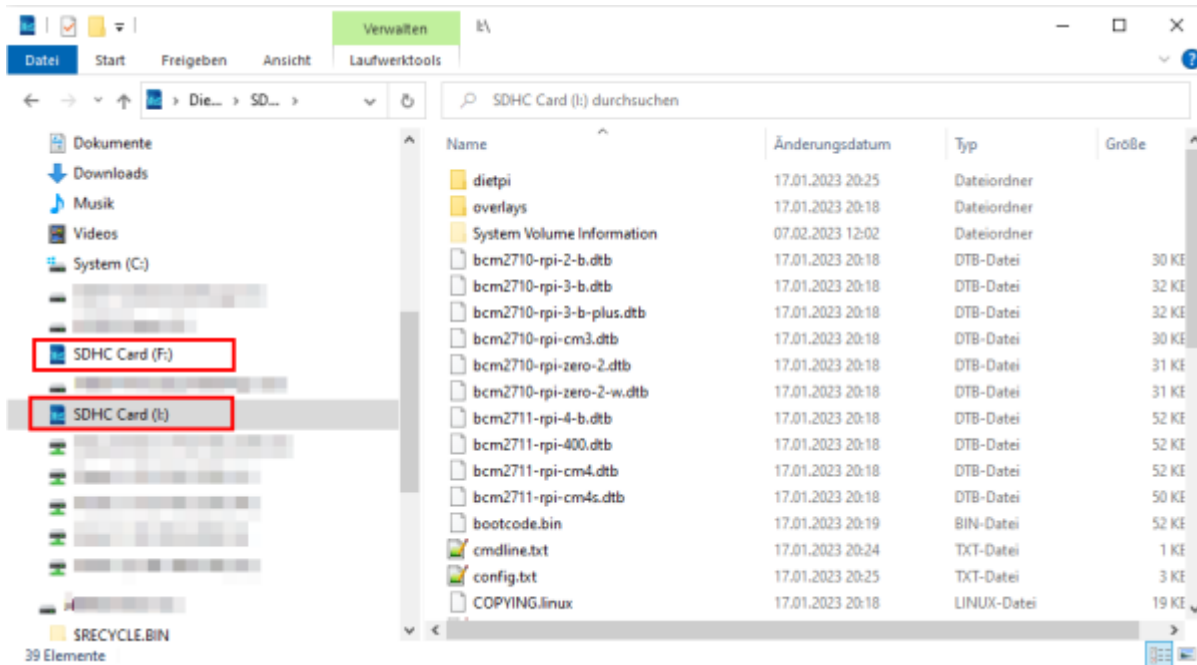 Verwalten I:\
Datei Start Freigeben Ansicht Laufwerktools
Die... SD... SDHC Card (I:) durchsuchen
Dokumente
Downloads
Musik
Videos
System (C:)
SDHC Card (F:)
SDHC Card (I:)
$RECYCLE.BIN
Name Änderungsdatum Typ Größe
dietpi 17.01.2023 20:25 Dateiordner
overlays 17.01.2023 20:18 Dateiordner
System Volume Information 07.02.2023 12:02 Dateiordner
bcm2710-rpi-2-b.dtb 17.01.2023 20:18 DTB-Datei 30 KB
bcm2710-rpi-3-b.dtb 17.01.2023 20:18 DTB-Datei 32 KB
bcm2710-rpi-3-b-plus.dtb 17.01.2023 20:18 DTB-Datei 32 KB
bcm2710-rpi-cm3.dtb 17.01.2023 20:18 DTB-Datei 30 KB
bcm2710-rpi-zero-2.dtb 17.01.2023 20:18 DTB-Datei 31 KB
bcm2710-rpi-zero-2-w.dtb 17.01.2023 20:18 DTB-Datei 31 KB
bcm2711-rpi-4-b.dtb 17.01.2023 20:18 DTB-Datei 52 KB
bcm2711-rpi-400.dtb 17.01.2023 20:18 DTB-Datei 52 KB
bcm2711-rpi-cm4.dtb 17.01.2023 20:18 DTB-Datei 52 KB
bcm2711-rpi-cm4s.dtb 17.01.2023 20:18 DTB-Datei 50 KB
bootcode.bin 17.01.2023 20:19 BIN-Datei 52 KB
cmdline.txt 17.01.2023 20:24 TXT-Datei 1 KB
config.txt 17.01.2023 20:25 TXT-Datei 3 KB
COPYING.linux 17.01.2023 20:18 LINUX-Datei 19 KB
39 Elemente